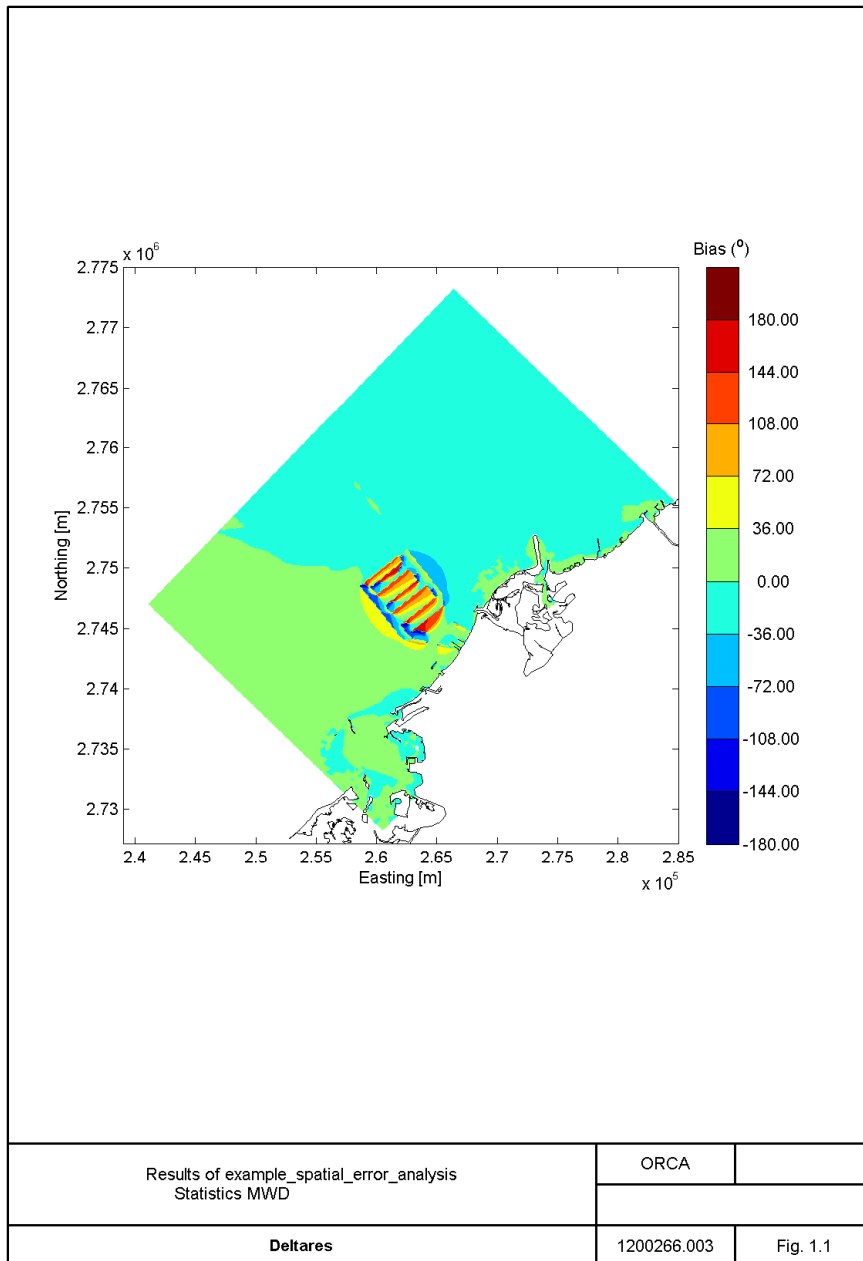 Bias (º)
x 10⁶
2.775
2.77
2.765
2.76
2.755
2.75
2.745
2.74
2.735
2.73
Northing [m]
180.00
144.00
108.00
72.00
36.00
0.00
-36.00
-72.00
-108.00
-144.00
-180.00
2.4 2.45 2.5 2.55 2.6 2.65 2.7 2.75 2.8 2.85
Easting [m]
x 10⁵
Results of example_spatial_error_analysis
Statistics MWD
ORCA
Deltares
1200266.003
Fig. 1.1